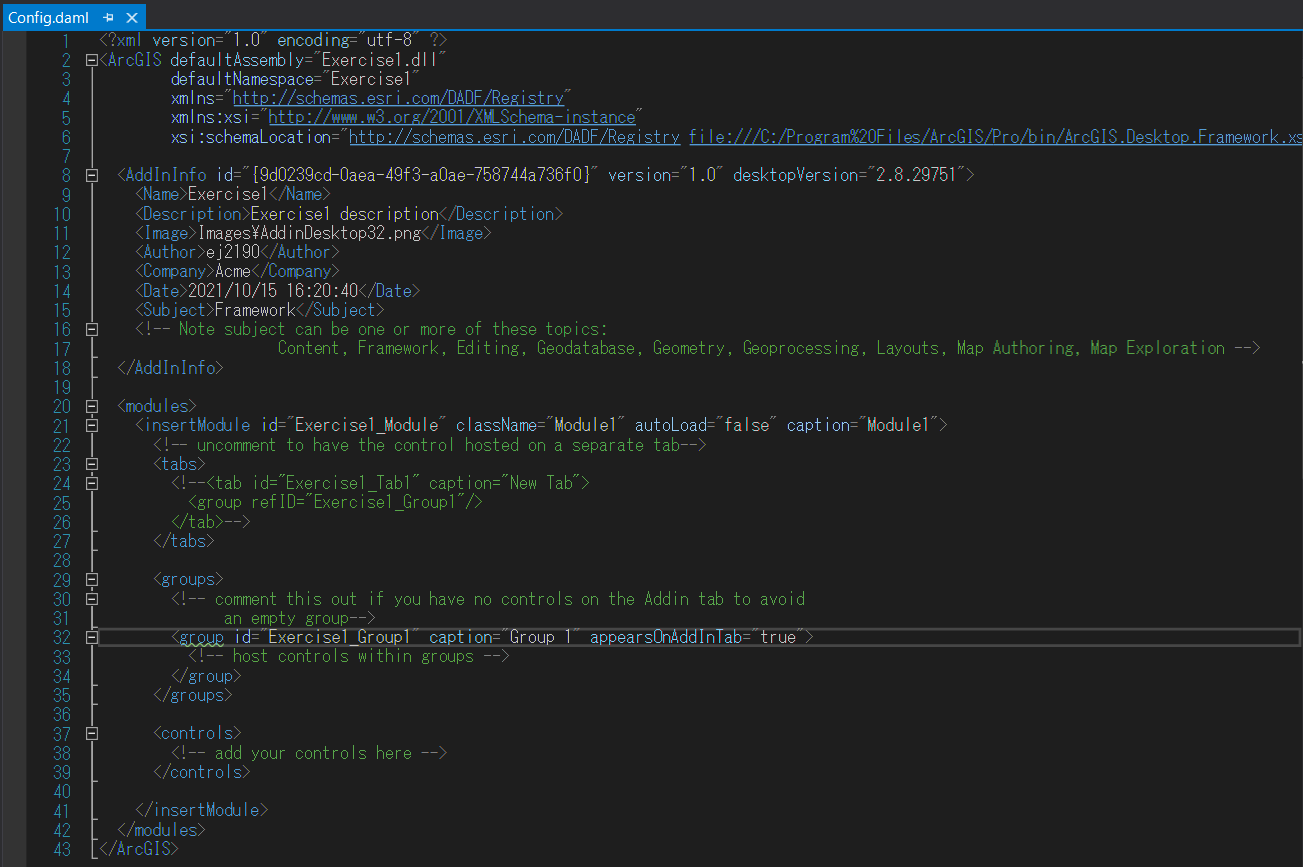 Config.daml
1 <?xml version="1.0" encoding="utf-8" ?>
2 <ArcGIS defaultAssembly="Exercise1.dll"
3 defaultNamespace="Exercise1"
4 xmlns="http://schemas.esri.com/DADF/Registry"
5 xmlns:xsi="http://www.w3.org/2001/XMLSchema-instance"
6 xsi:schemaLocation="http://schemas.esri.com/DADF/Registry file:///C:/Program%20Files/ArcGIS/Pro/bin/ArcGIS.Desktop.Framework.xs
7
8 <AddInInfo id="{9d0239cd-0aea-49f3-a0ae-758744a736f0}" version="1.0" desktopVersion="2.8.29751">
9 <Name>Exercise1</Name>
10 <Description>Exercise1 description</Description>
11 <Image>Images¥AddinDesktop32.png</Image>
12 <Author>ej2190</Author>
13 <Company>Acme</Company>
14 <Date>2021/10/15 16:20:40</Date>
15 <Subject>Framework</Subject>
16 <!-- Note subject can be one or more of these topics:
17 Content, Framework, Editing, Geodatabase, Geometry, Geoprocessing, Layouts, Map Authoring, Map Exploration -->
18 </AddInInfo>
19
20 <modules>
21 <insertModule id="Exercise1_Module" className="Module1" autoLoad="false" caption="Module1">
22 <!-- uncomment to have the control hosted on a separate tab-->
23 <tabs>
24 <!--<tab id="Exercise1_Tab1" caption="New Tab">
25 <group refID="Exercise1_Group1"/>
26 </tab>-->
27 </tabs>
28
29 <groups>
30 <!-- comment this out if you have no controls on the Addin tab to avoid
31 an empty group-->
32 <group id="Exercise1_Group1" caption="Group 1" appearsOnAddInTab="true">
33 <!-- host controls within groups -->
34 </group>
35 </groups>
36
37 <controls>
38 <!-- add your controls here -->
39 </controls>
40
41 </insertModule>
42 </modules>
43 </ArcGIS>